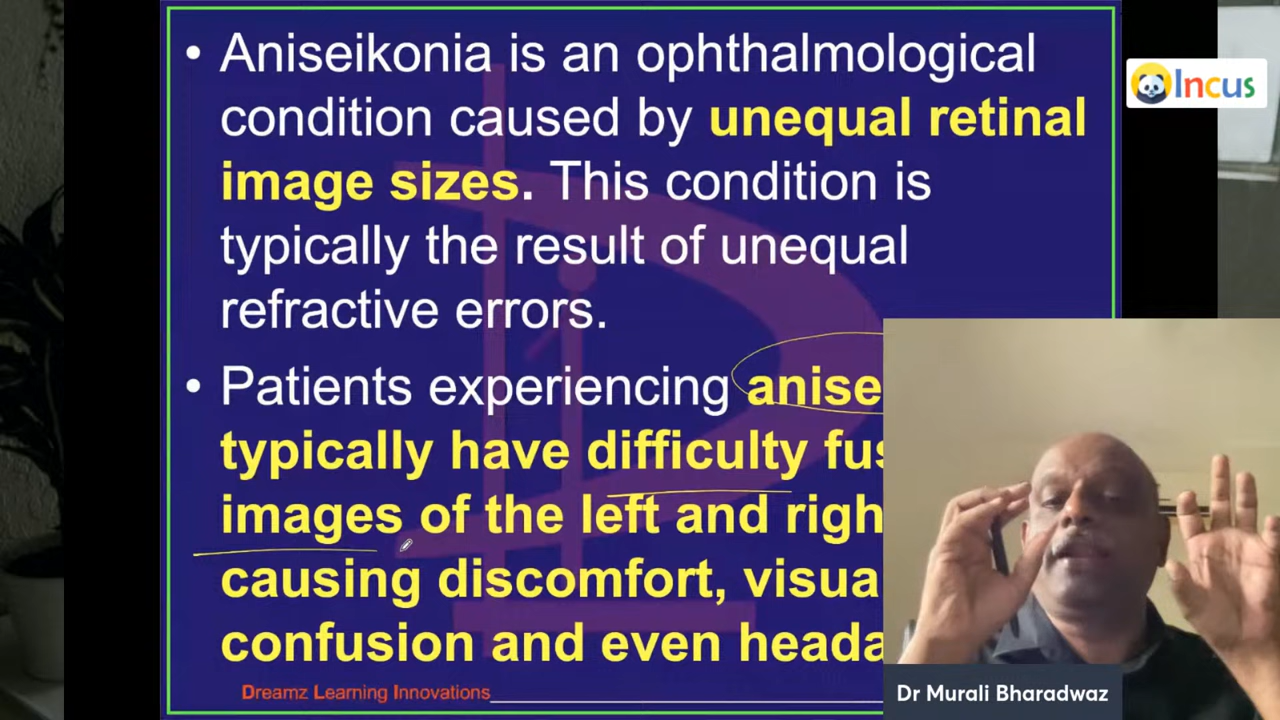 • Aniseikonia is an ophthalmological
condition caused by unequal retinal
image sizes. This condition is
typically the result of unequal
refractive errors.
• Patients experiencing
typically have difficulty
images of the left and
causing discomfort,
confusion and even
Dreamz Learning Innovations
Incus
Dr Murali Bharadwaz